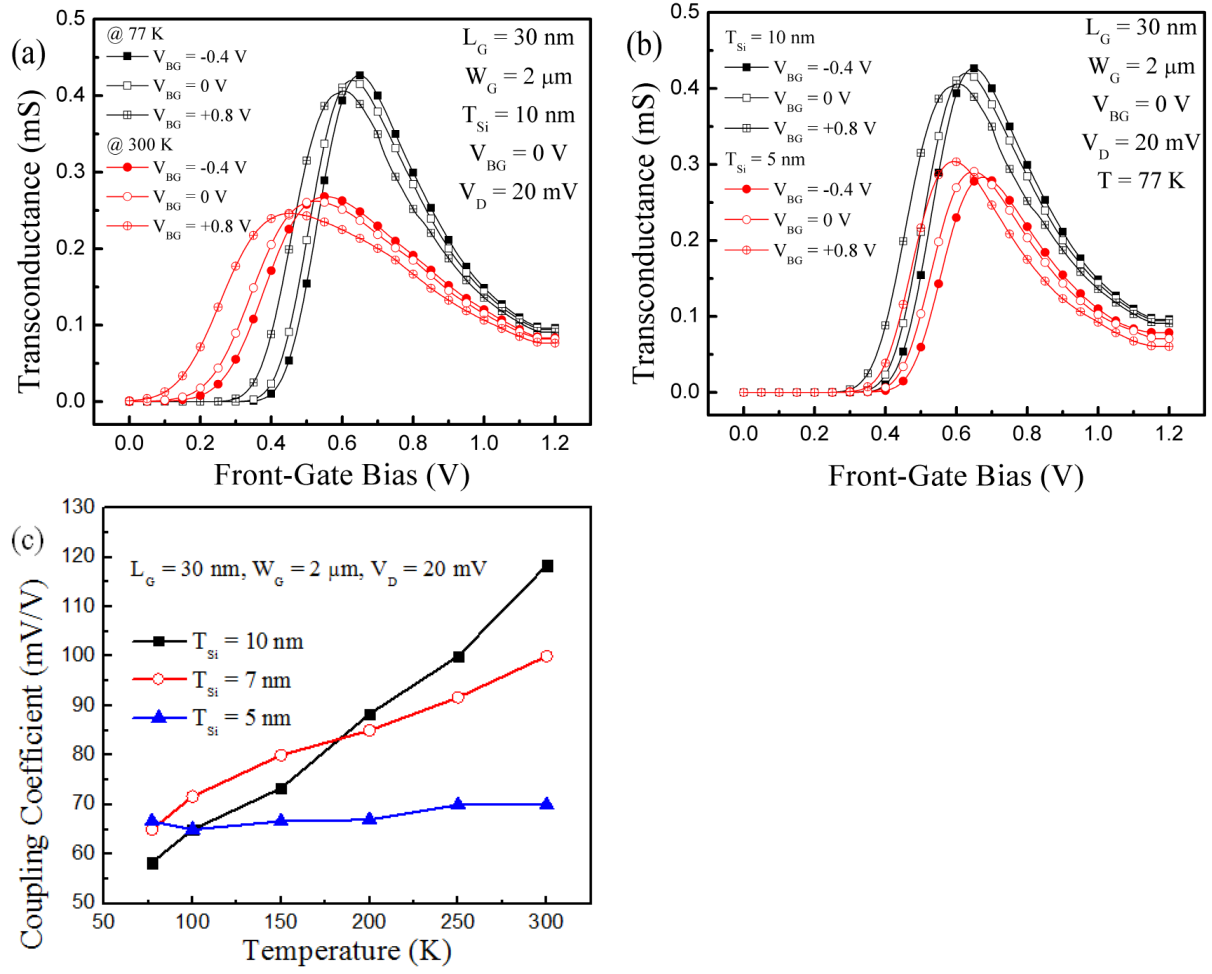 (a)
@ 77 K
V_BG = -0.4 V
V_BG = 0 V
V_BG = +0.8 V
@ 300 K
V_BG = -0.4 V
V_BG = 0 V
V_BG = +0.8 V
L_G = 30 nm
W_G = 2 μm
T_Si = 10 nm
V_BG = 0 V
V_D = 20 mV
0.5
0.4
0.3
0.2
0.1
0.0
Transconductance (mS)
0.0 0.2 0.4 0.6 0.8 1.0 1.2
Front-Gate Bias (V)
(b)
T_Si = 10 nm
V_BG = -0.4 V
V_BG = 0 V
V_BG = +0.8 V
T_Si = 5 nm
V_BG = -0.4 V
V_BG = 0 V
V_BG = +0.8 V
L_G = 30 nm
W_G = 2 μm
V_BG = 0 V
V_D = 20 mV
T = 77 K
0.5
0.4
0.3
0.2
0.1
0.0
Transconductance (mS)
0.0 0.2 0.4 0.6 0.8 1.0 1.2
Front-Gate Bias (V)
(c)
L_G = 30 nm, W_G = 2 μm, V_D = 20 mV
T_Si = 10 nm
T_Si = 7 nm
T_Si = 5 nm
130
120
110
100
90
80
70
60
50
Coupling Coefficient (mV/V)
50 100 150 200 250 300
Temperature (K)